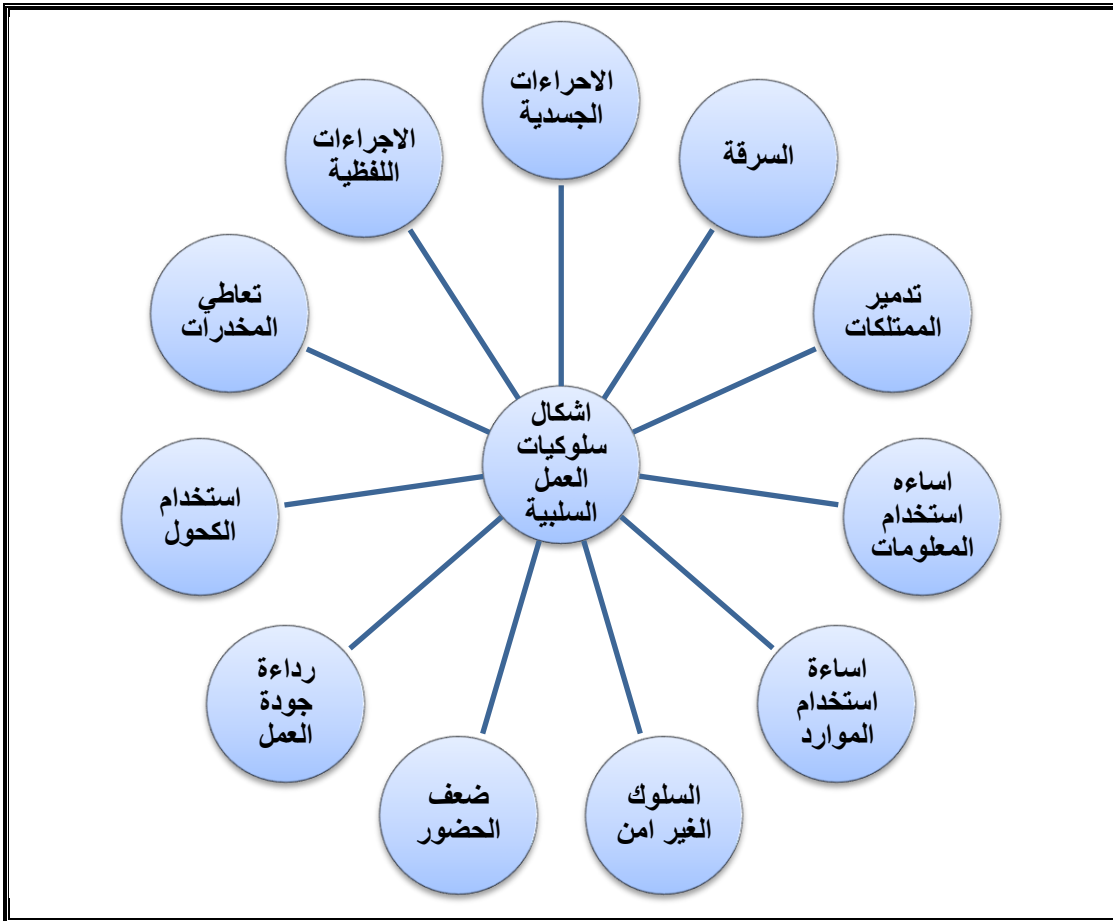 الاحراءات
الجسدية
السرقة
تدمير
الممتلكات
اساءه
استخدام
المعلومات
اساءة
استخدام
الموارد
السلوك
الغير امن
ضعف
الحضور
رداءة
جودة
العمل
استخدام
الكحول
تعاطي
المخدرات
الاجراءات
اللفظية
اشكال
سلوكيات
العمل
السلبية